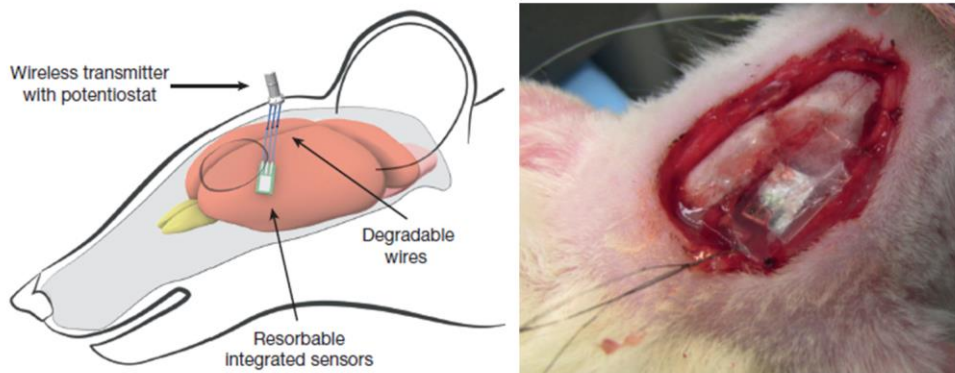 Wireless transmitter
with potentiostat
Degradable
wires
Resorbable
integrated sensors